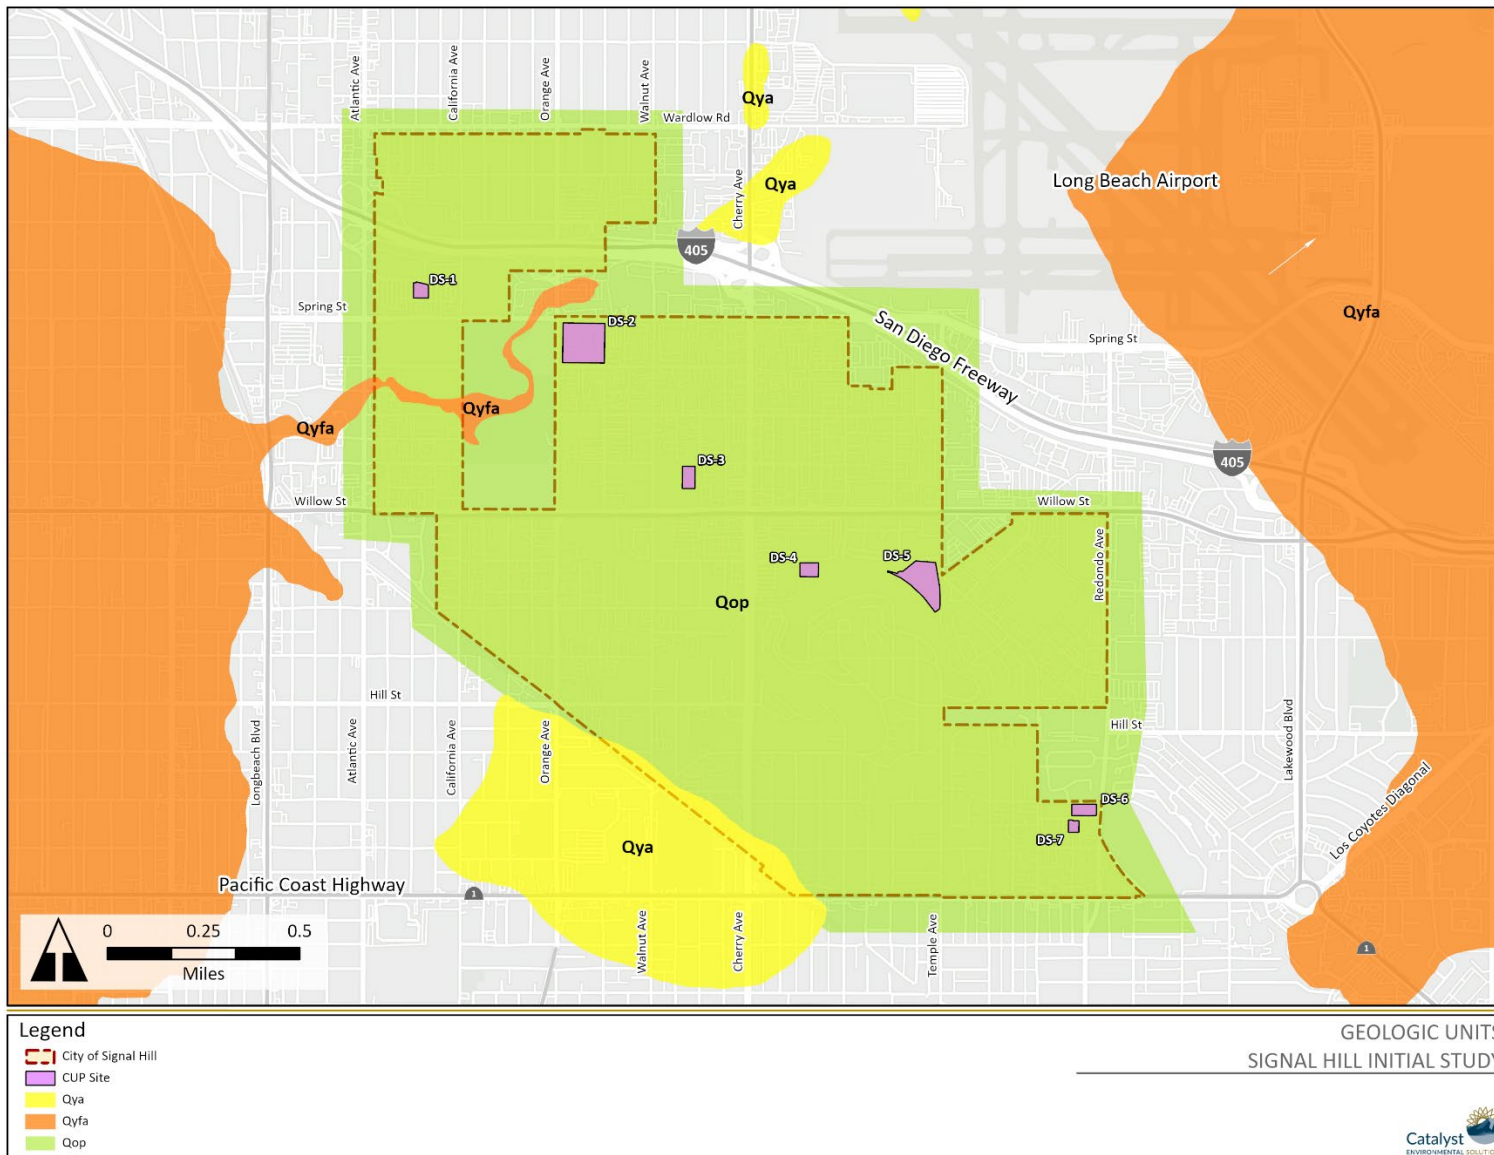 Atlantic Ave
California Ave
Orange Ave
Walnut Ave
Wardlow Rd
Qya
Qya
Cherry Ave
Long Beach Airport
405
DS-1
Spring St
DS-2
San Diego Freeway
Spring St
Qyfa
Qyfa
Qyfa
DS-3
405
Willow St
Willow St
DS-4
DS-5
Qop
Redondo Ave
Hill St
Hill St
Longbeach Blvd
Atlantic Ave
California Ave
Orange Ave
Lakewood Blvd
Los Coyotes Diagonal
DS-6
DS-7
Qya
Pacific Coast Highway
1
Walnut Ave
Cherry Ave
Temple Ave
1
0 0.25 0.5
Miles
Legend
City of Signal Hill
CUP Site
Qya
Qyfa
Qop
GEOLOGIC UNITS
SIGNAL HILL INITIAL STUDY
Catalyst
ENVIRONMENTAL SOLUTIO